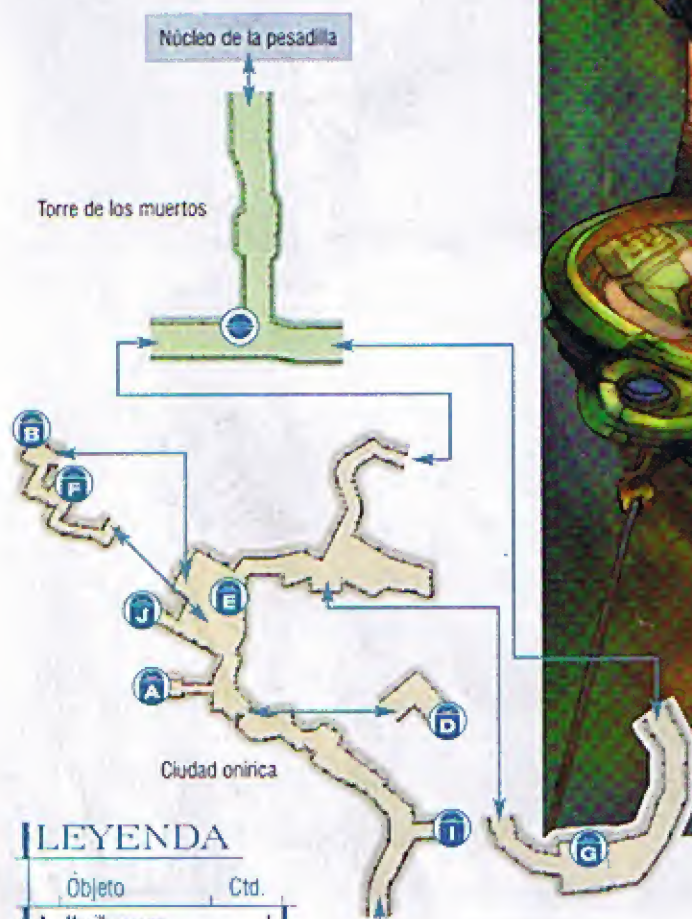 Núcleo de la pesadilla
Torre de los muertos
B
F
E
J
A
D
Ciudad onírica
I
G
LEYENDA
Objeto Ctd.